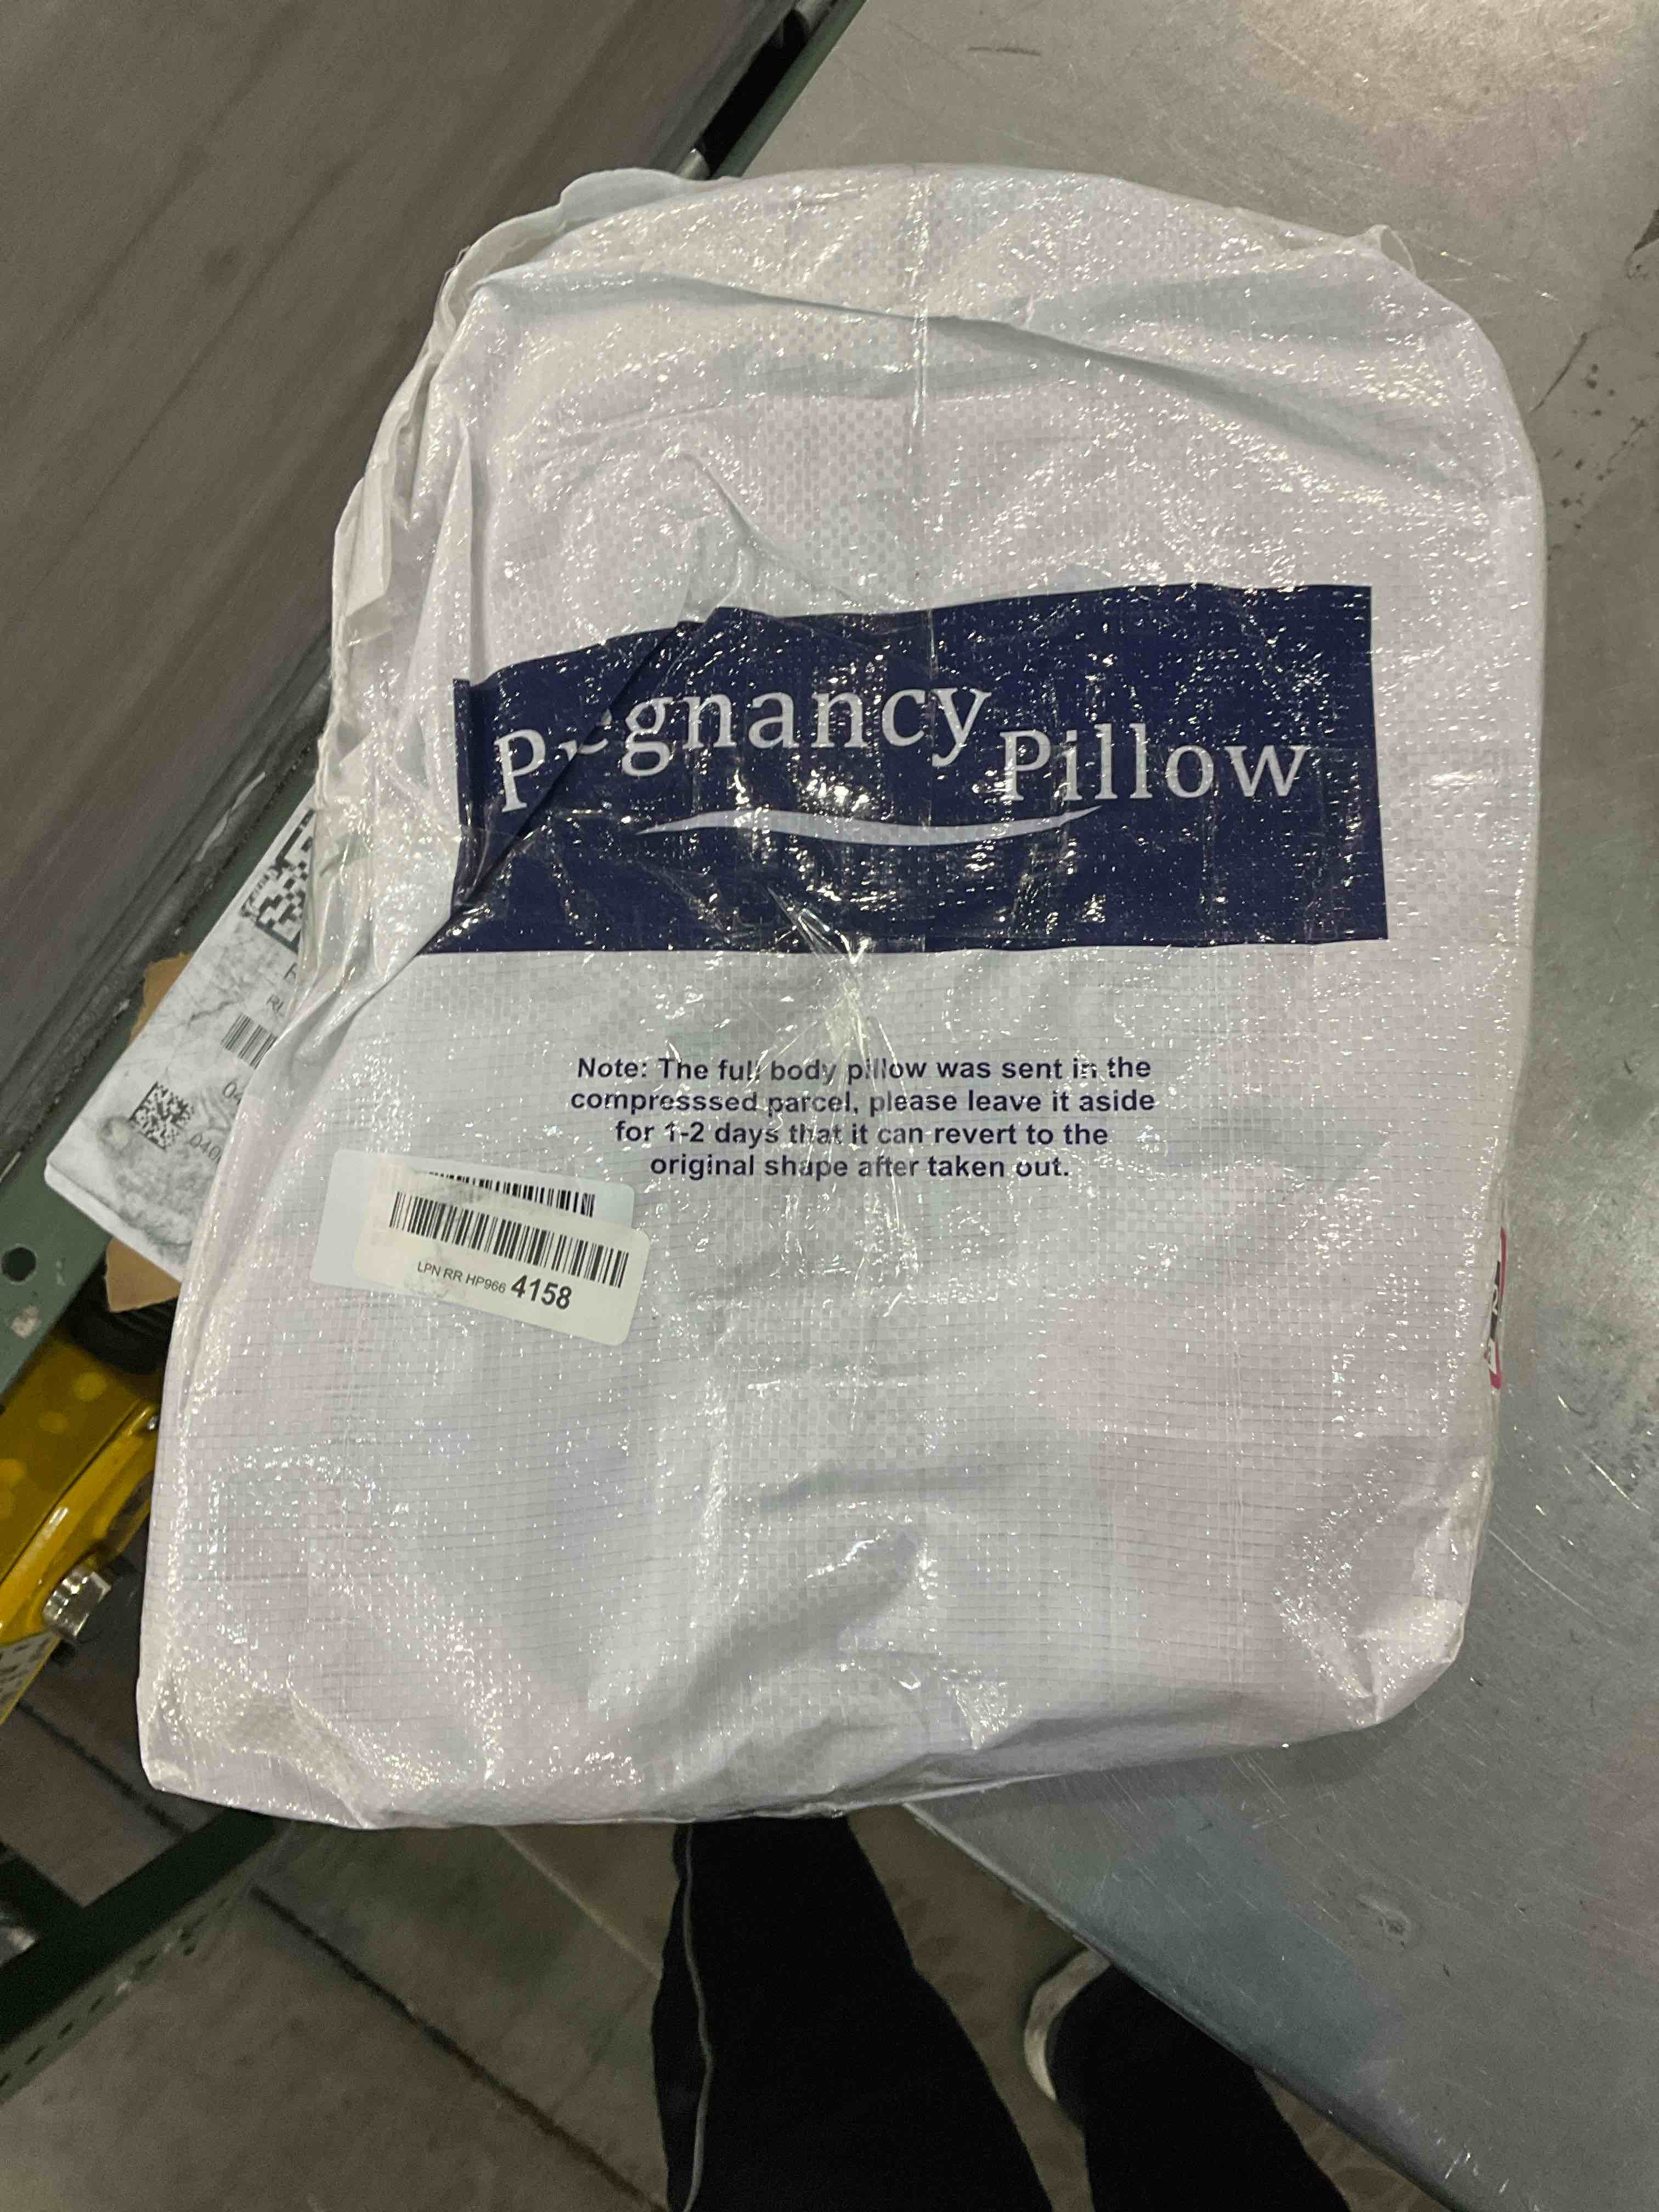 Pregnancy Pillow
Note: The full body pillow was sent in the
compresssed parcel, please leave it aside
for 1-2 days that it can revert to the
original shape after taken out.
LPN RR HP966 4158